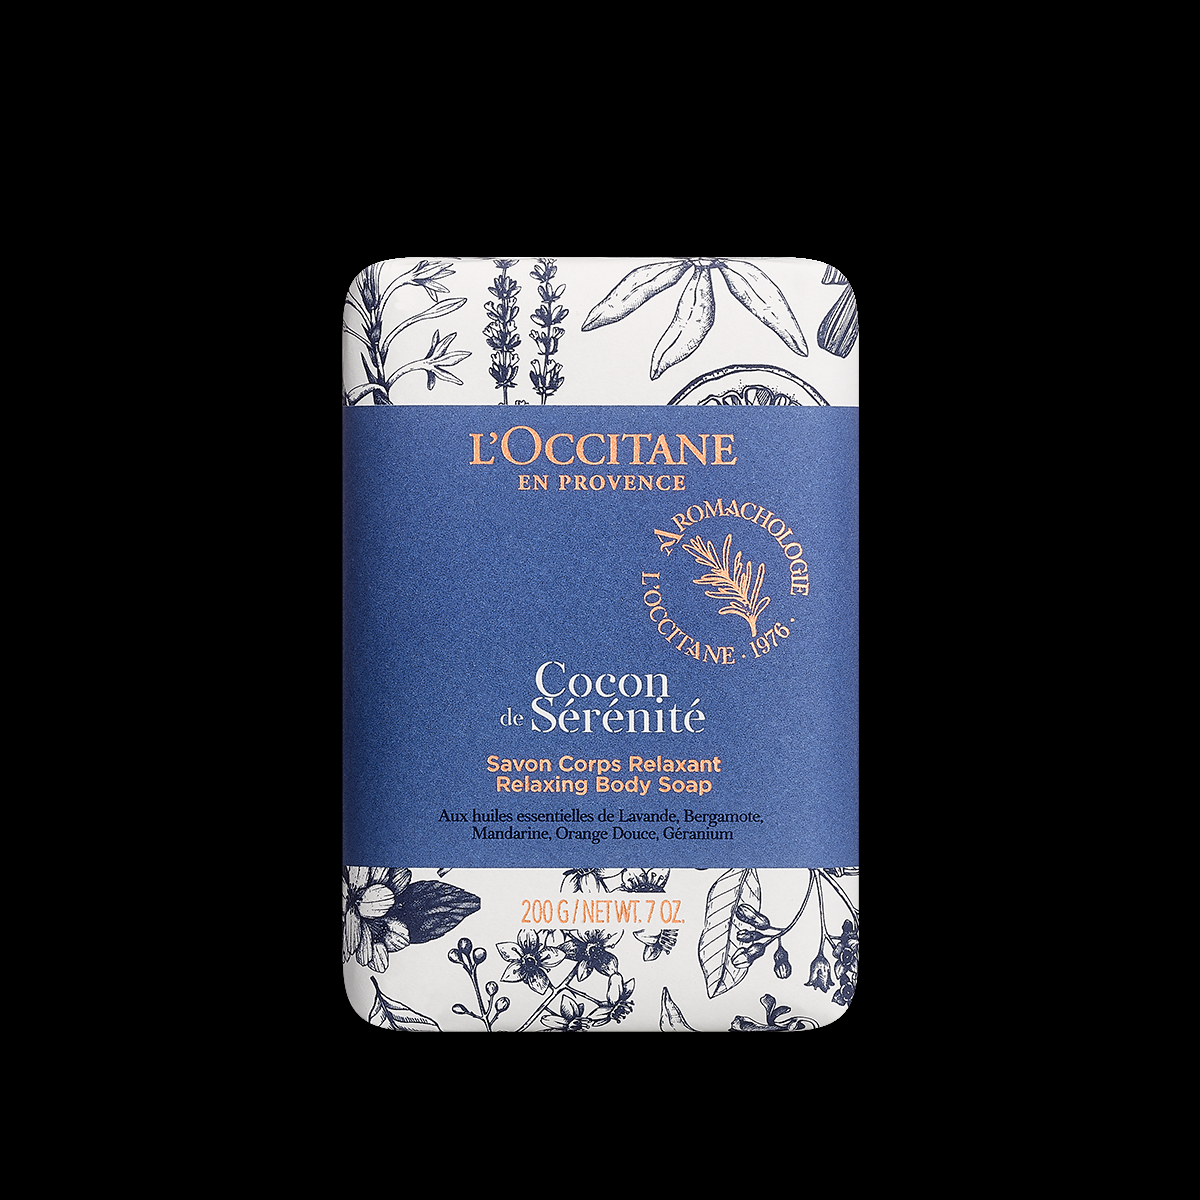 L'OCCITANE
EN PROVENCE
AROMACHOLOGIE
L'OCCITANE · 1976 ·
Cocon
de Sérénité
Savon Corps Relaxant
Relaxing Body Soap
Aux huiles essentielles de Lavande, Bergamote,
Mandarine, Orange Douce, Géranium
200 G / NET WT. 7 OZ.